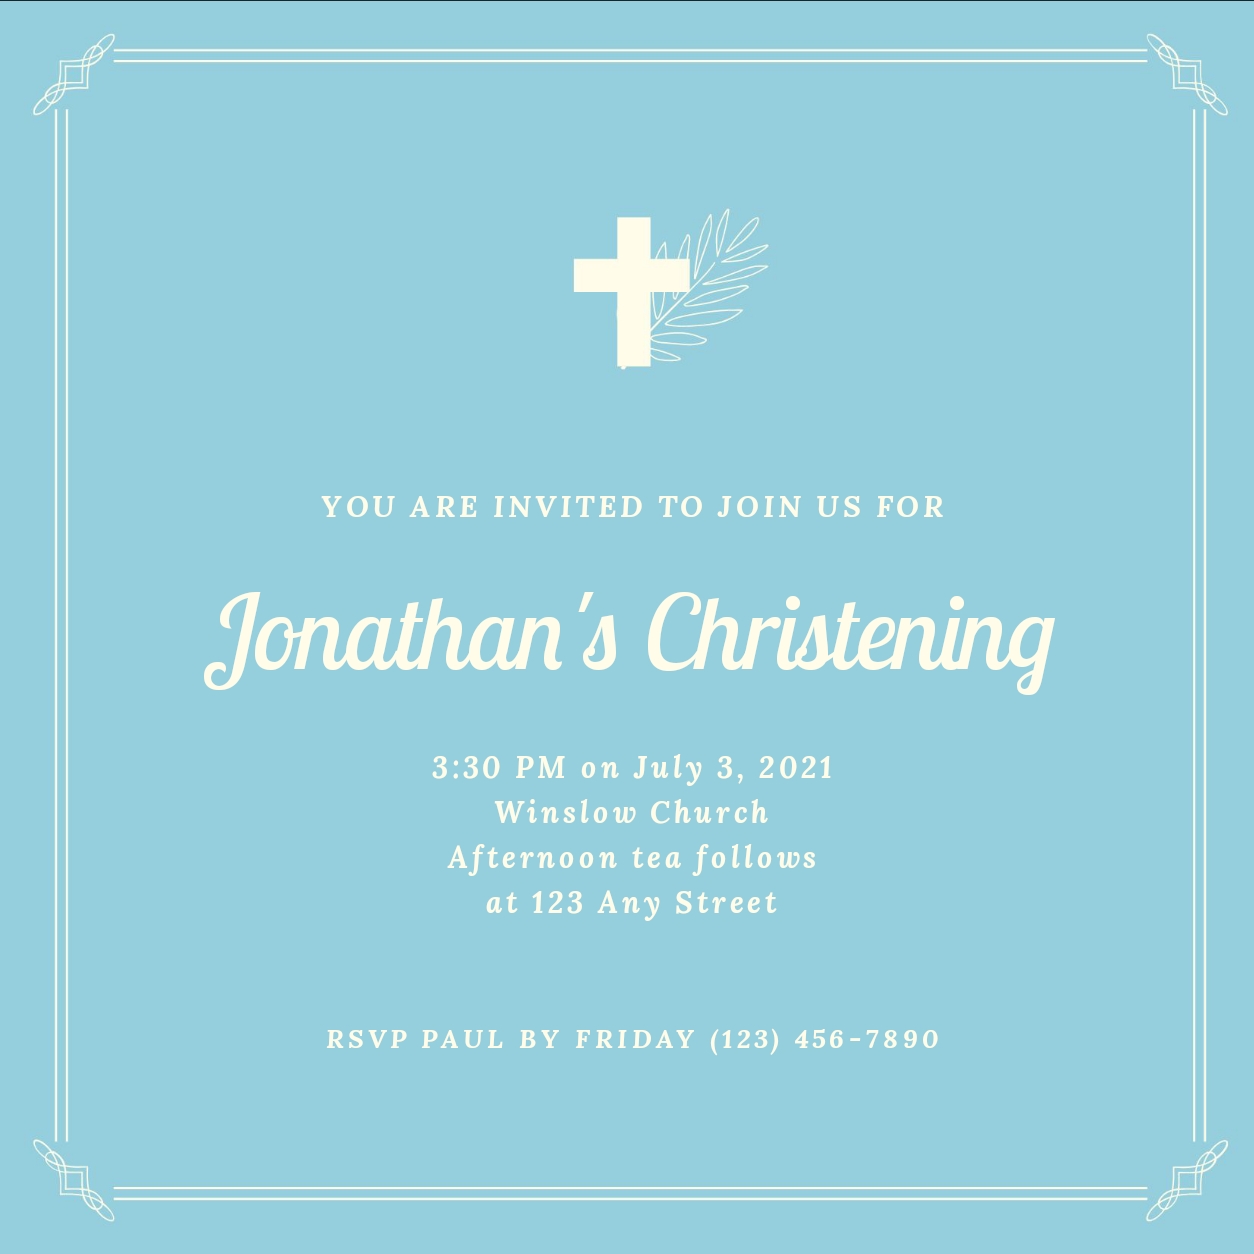 YOU ARE INVITED TO JOIN US FOR
Jonathan's Christening
3:30 PM on July 3, 2021
Winslow Church
Afternoon tea follows
at 123 Any Street
RSVP PAUL BY FRIDAY (123) 456-7890